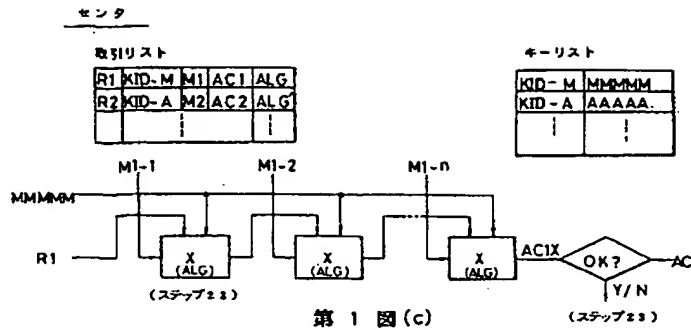 センタ
取引リスト
R1 KID-M M1 AC1 ALG
R2 KID-A M2 AC2 ALG
キーリスト
KID-M MMMMM
KID-A AAAAA.
M1-1 M1-2 M1-n
MMMMM
R1
X (ALG)
X (ALG)
X (ALG)
AC1X
OK?
AC
Y/N
(ステップ22)
(ステップ23)
第 1 図(c)